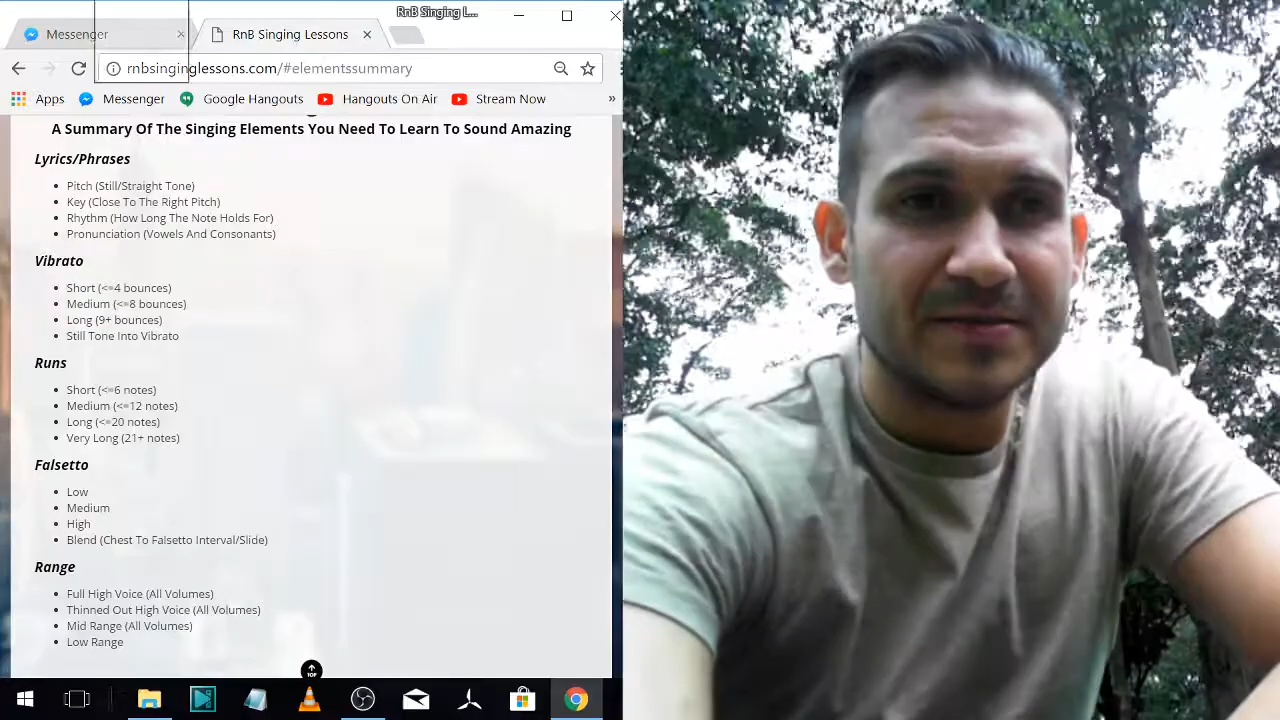 RnB Singing L...
Messenger
RnB Singing Lessons
rnbsinginglessons.com/#elementssummary
Apps Messenger Google Hangouts Hangouts On Air Stream Now »
A Summary Of The Singing Elements You Need To Learn To Sound Amazing
Lyrics/Phrases
• Pitch (Still/Straight Tone)
• Key (Close To The Right Pitch)
• Rhythm (How Long The Note Holds For)
• Pronunciation (Vowels And Consonants)
Vibrato
• Short (<=4 bounces)
• Medium (<=8 bounces)
• Long (9+ bounces)
• Still Tone Into Vibrato
Runs
• Short (<=6 notes)
• Medium (<=12 notes)
• Long (<=20 notes)
• Very Long (21+ notes)
Falsetto
• Low
• Medium
• High
• Blend (Chest To Falsetto Interval/Slide)
Range
• Full High Voice (All Volumes)
• Thinned Out High Voice (All Volumes)
• Mid Range (All Volumes)
• Low Range
TOP